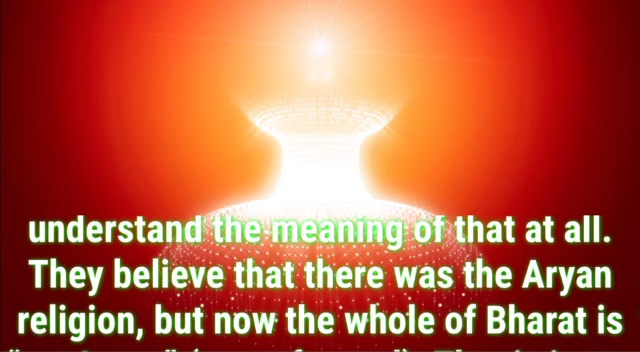 understand the meaning of that at all.
They believe that there was the Aryan
religion, but now the whole of Bharat is